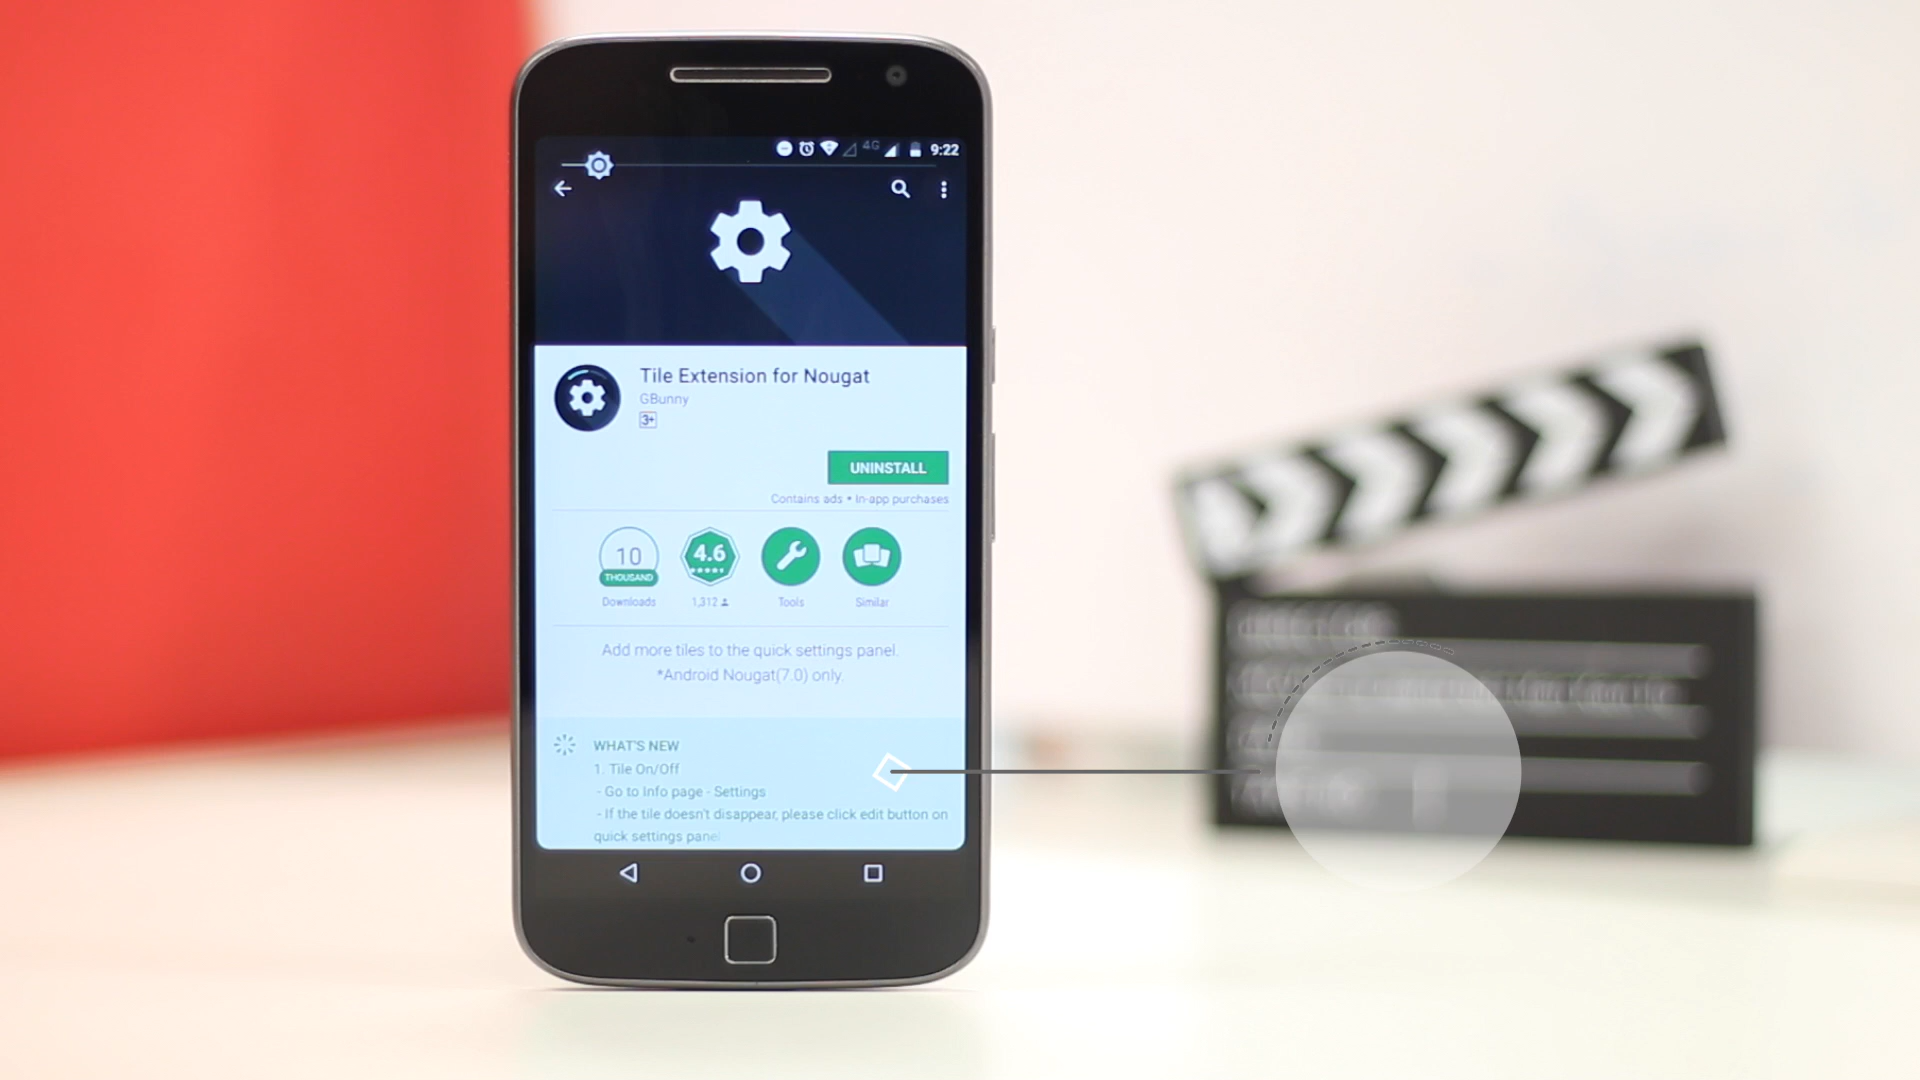 4G 9:22
Tile Extension for Nougat
GBunny
3+
UNINSTALL
Contains ads • In-app purchases
10
THOUSAND
Downloads
4.6
1,312
Tools
Similar
Add more tiles to the quick settings panel.
*Android Nougat(7.0) only.
WHAT'S NEW
1. Tile On/Off
- Go to Info page - Settings
- If the tile doesn't disappear, please click edit button on
quick settings panel